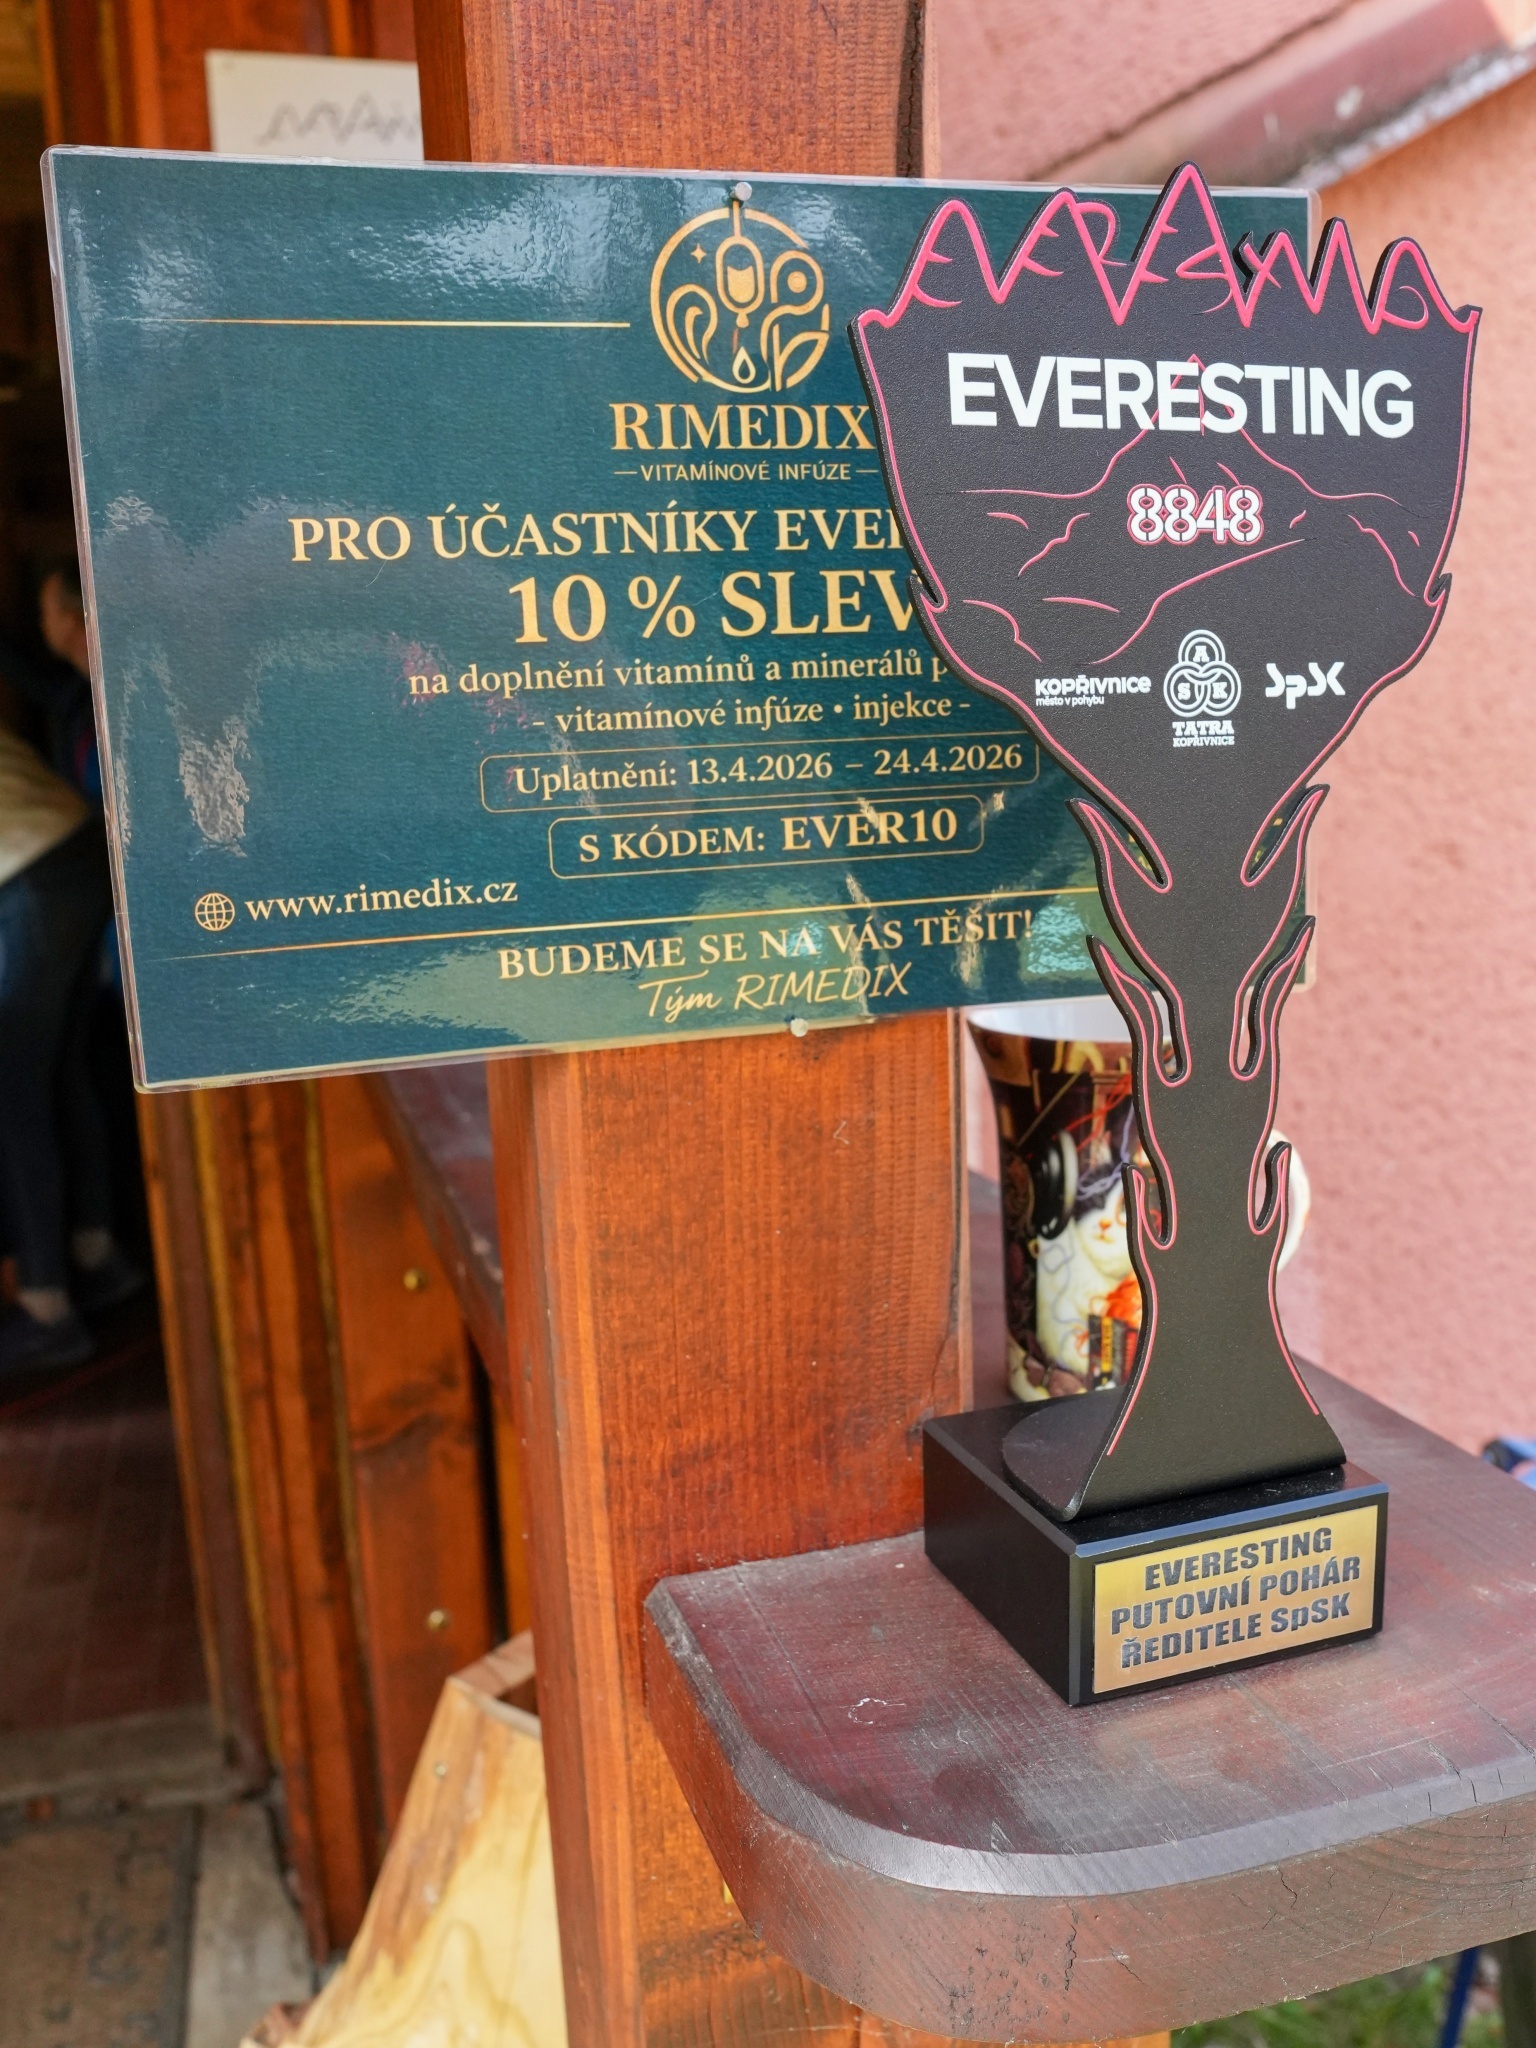 RIMEDIX
VITAMÍNOVÉ INFÚZE
PRO ÚČASTNÍKY
10 % SLEV
na doplnění vitamínů a minerálů
- vitamínové infúze • injekce -
Uplatnění: 13.4.2026 – 24.4.2026
S KÓDEM: EVER10
www.rimedix.cz
BUDEME SE NA VÁS TĚŠIT!
Tým RIMEDIX
EVERESTING
8848
KOPŘIVNICE
město v pohybu
ASK
TATRA
KOPŘIVNICE
SpSK
EVERESTING
PUTOVNÍ POHÁR
ŘEDITELE SpSK